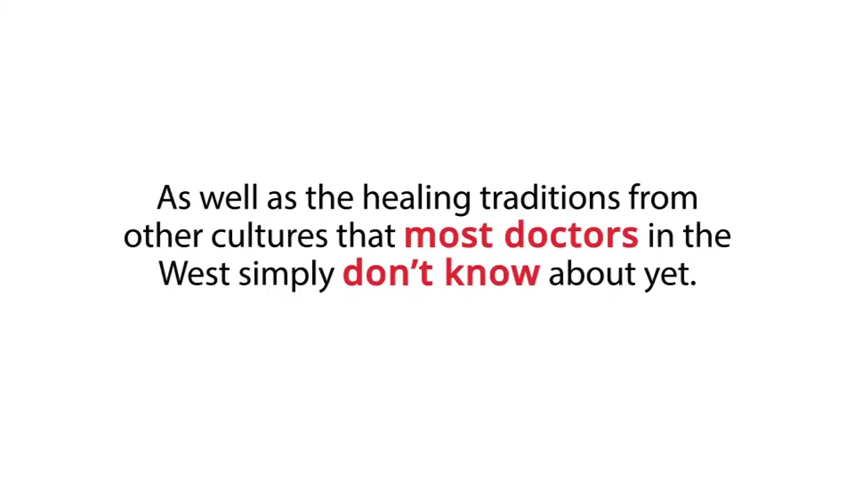 As well as the healing traditions from
other cultures that most doctors in the
West simply don’t know about yet.